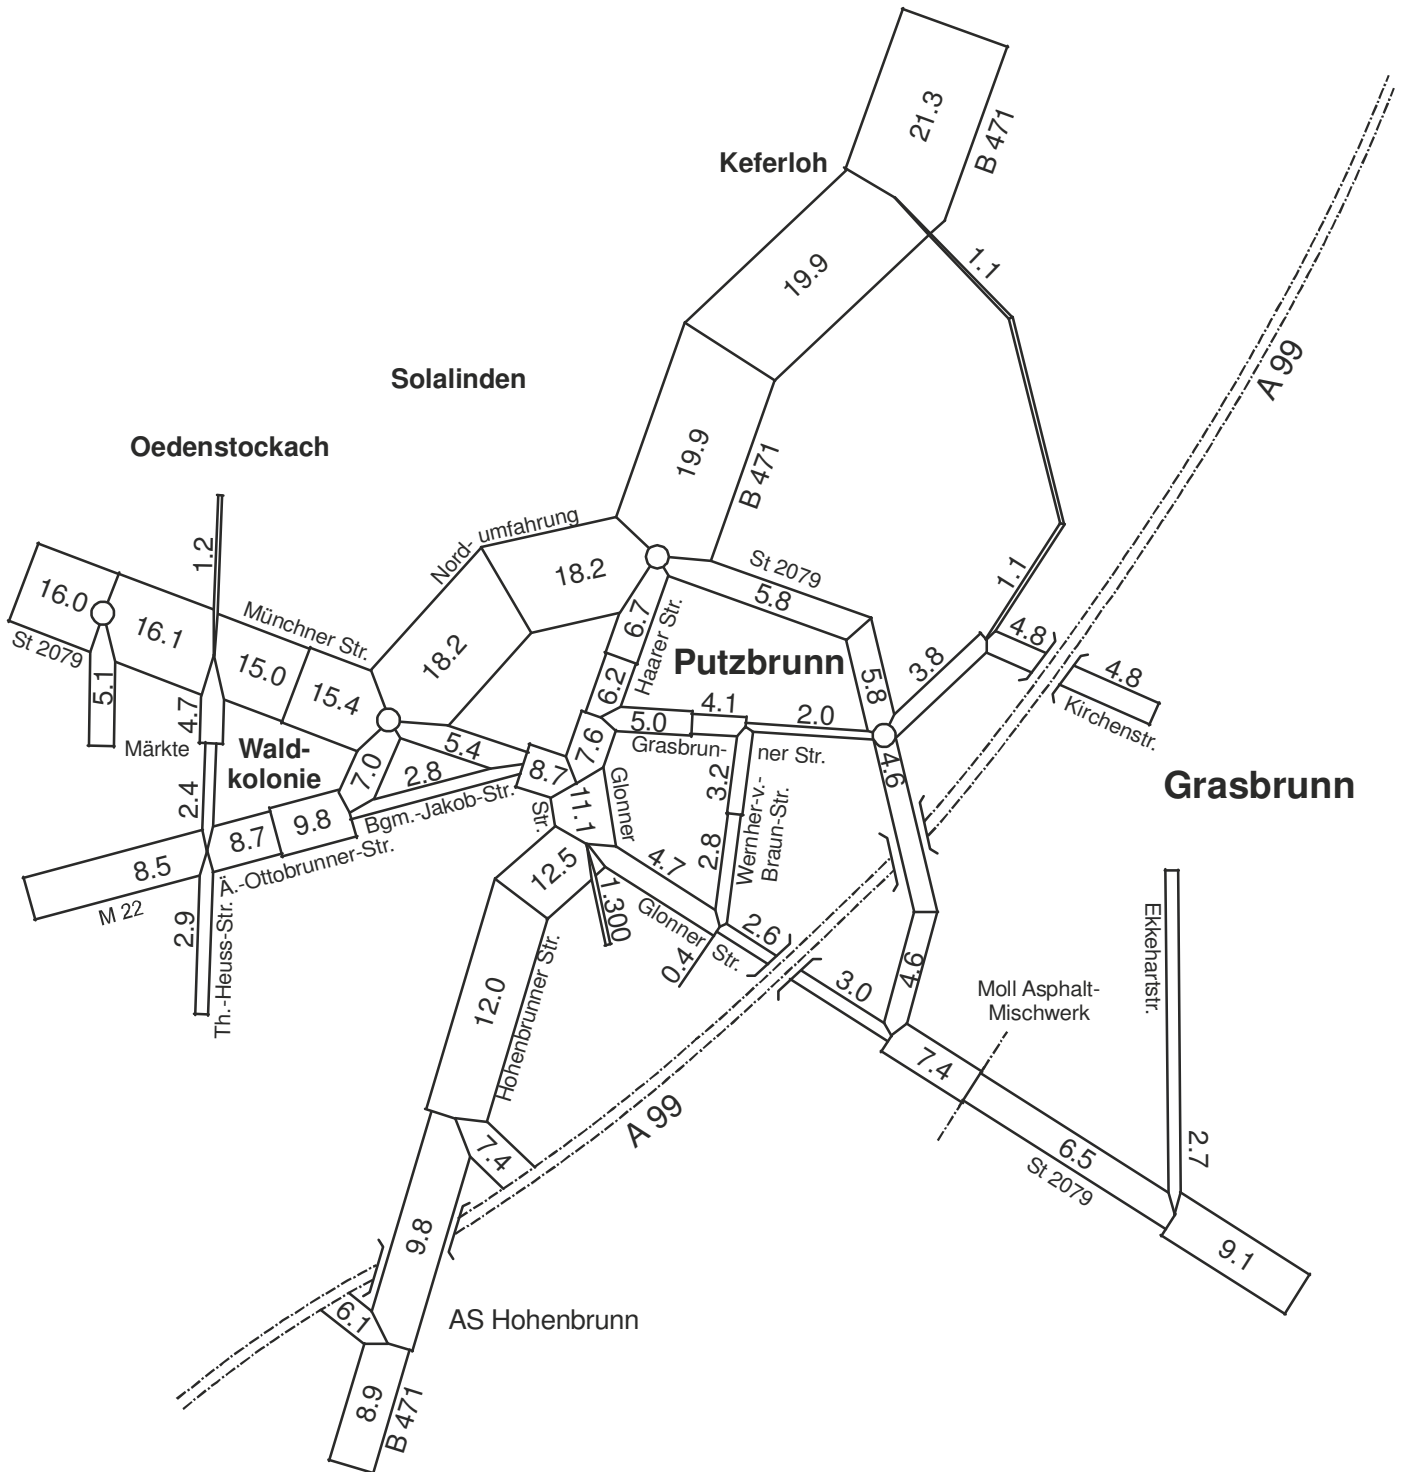 21.3
B 471
Keferloh
1.1
19.9
A 99
Solalinden
19.9
B 471
Oedenstockach
Nord- umfahrung
1.2
18.2
St 2079
5.8
1.1
16.0
16.1
Münchner Str.
6.7
Haarer Str.
4.8
St 2079
15.0
15.4
18.2
Putzbrunn
5.8
3.8
4.8
Kirchenstr.
5.1
4.7
6.2
4.1
2.0
5.0
Märkte
Wald-
kolonie
5.4
7.6
Grasbrun-
ner Str.
7.0
2.8
8.7
4.6
Grasbrunn
2.4
9.8
Bgm.-Jakob-Str.
Str.
11.1
Glonner
3.2
Wernher-v.-
Braun-Str.
8.7
8.5
Ä.-Ottobrunner-Str.
12.5
4.7
2.8
M 22
2.9
Th.-Heuss-Str.
1.300
Glonner
Str.
2.6
0.4
Ekkehartstr.
12.0
Hohenbrunner Str.
3.0
4.6
Moll Asphalt-
Mischwerk
7.4
A 99
7.4
6.5
St 2079
2.7
9.8
9.1
6.1
AS Hohenbrunn
8.9
B 471